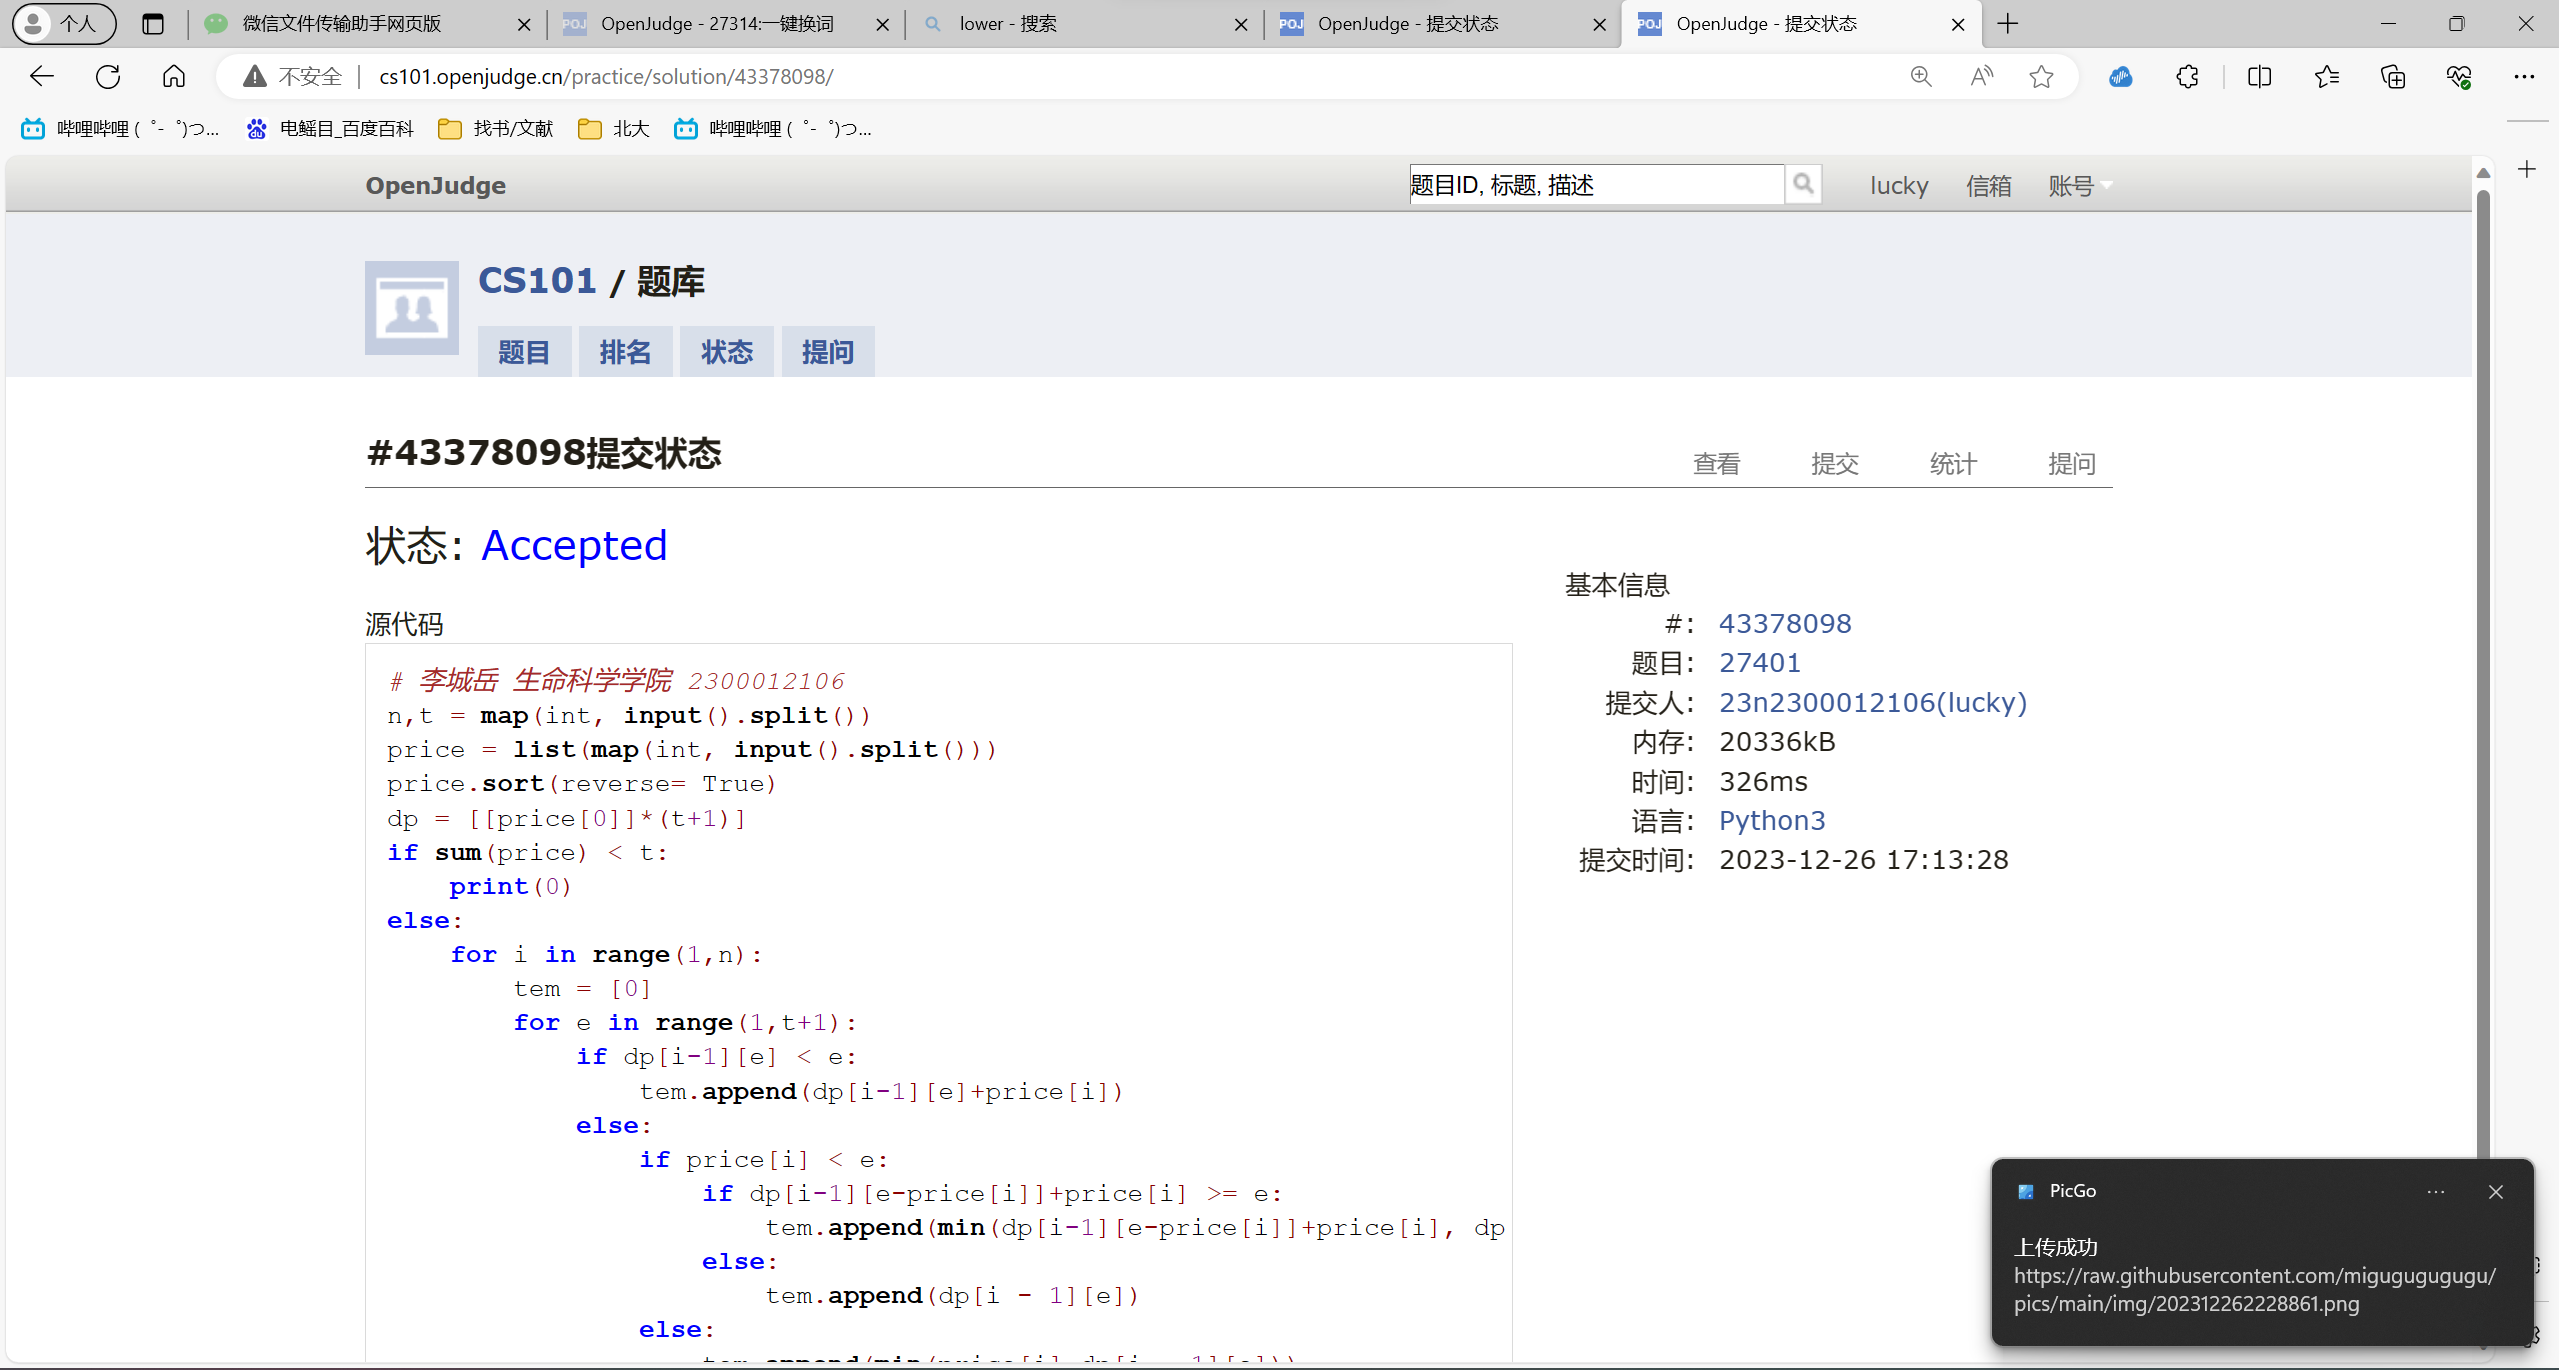 个人
微信文件传输助手网页版
OpenJudge - 27314:一键换词
lower - 搜索
OpenJudge - 提交状态
OpenJudge - 提交状态
不安全 cs101.openjudge.cn/practice/solution/43378098/
哔哩哔哩 (゜-゜)つ...
电鳐目_百度百科
找书/文献
北大
哔哩哔哩 (゜-゜)つ...
OpenJudge
题目ID, 标题, 描述
lucky 信箱 账号
CS101 / 题库
题目 排名 状态 提问
#43378098提交状态
查看 提交 统计 提问
状态: Accepted
源代码
# 李城岳 生命科学学院 2300012106
n,t = map(int, input().split())
price = list(map(int, input().split()))
price.sort(reverse= True)
dp = [[price[0]]*(t+1)]
if sum(price) < t:
    print(0)
else:
    for i in range(1,n):
        tem = [0]
        for e in range(1,t+1):
            if dp[i-1][e] < e:
                tem.append(dp[i-1][e]+price[i])
            else:
                if price[i] < e:
                    if dp[i-1][e-price[i]]+price[i] >= e:
                        tem.append(min(dp[i-1][e-price[i]]+price[i], dp
                    else:
                        tem.append(dp[i - 1][e])
                else:
基本信息
#: 43378098
题目: 27401
提交人: 23n2300012106(lucky)
内存: 20336kB
时间: 326ms
语言: Python3
提交时间: 2023-12-26 17:13:28
PicGo
上传成功
https://raw.githubusercontent.com/migugugugugu/
pics/main/img/202312262228861.png